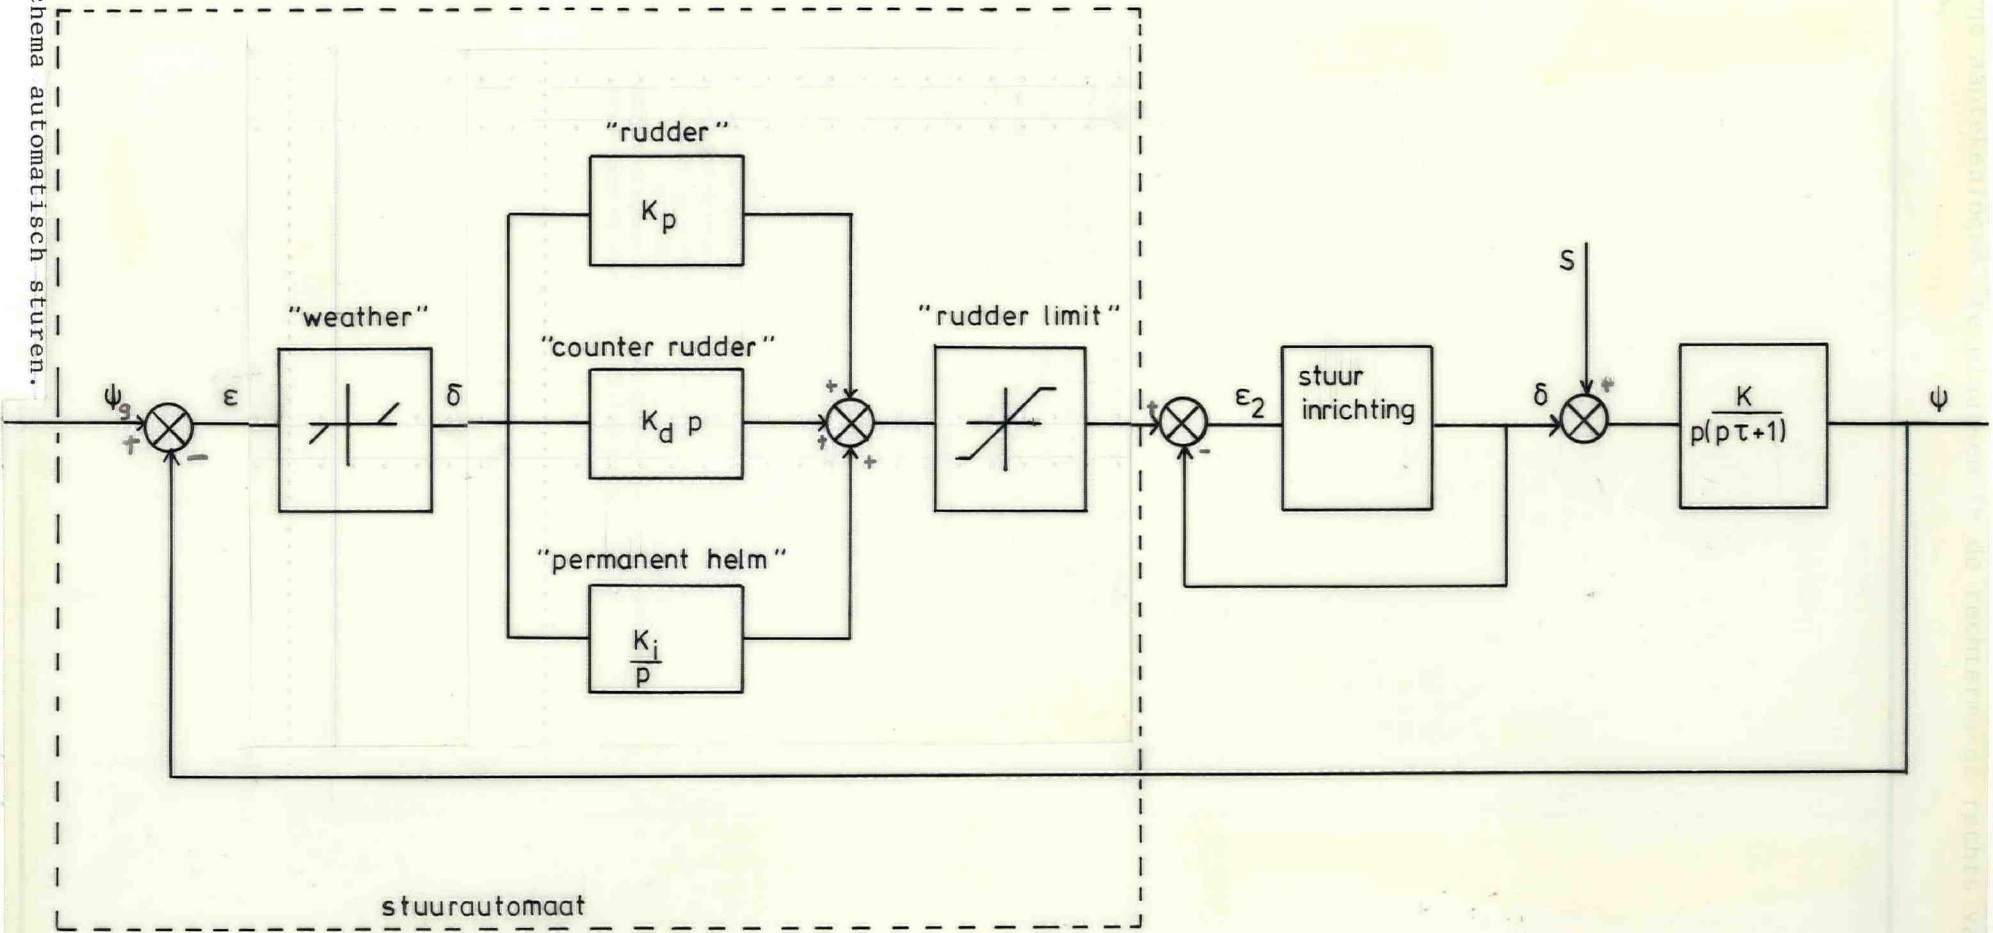 chema automatisch sturen.
"rudder"
Kp
"weather"
"counter rudder"
"rudder limit"
S
ψg
+
-
ε
δ
Kd p
+
+
+
+
-
ε2
stuur
inrichting
δ
+
K
p(pτ+1)
ψ
"permanent helm"
Ki
p
stuurautomaat